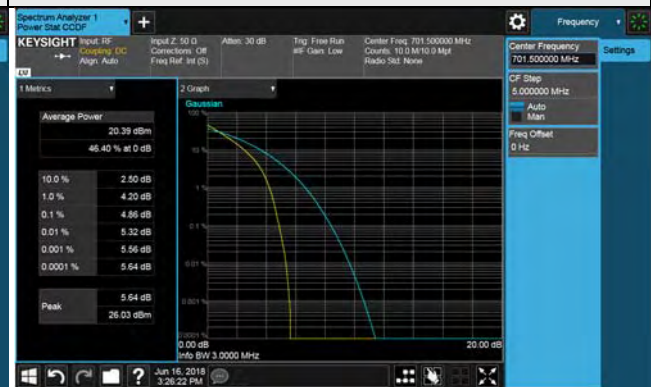 Spectrum Analyzer 1
Power Stat CCDF
+
Frequency
KEYSIGHT
Input: RF
Coupling: DC
Align: Auto
Input Z: 50 Ω
Corrections: Off
Freq Ref: Int (S)
Atten: 30 dB
Trig: Free Run
#IF Gain: Low
Center Freq: 701.500000 MHz
Counts: 10.0 M/10.0 Mpt
Radio Std: None
Center Frequency
701.500000 MHz
Settings
CF Step
5.000000 MHz
Auto
Man
Freq Offset
0 Hz
1 Metrics
2 Graph
Gaussian
Average Power
20.39 dBm
46.40 % at 0 dB
10.0 % 2.50 dB
1.0 % 4.20 dB
0.1 % 4.86 dB
0.01 % 5.32 dB
0.001 % 5.56 dB
0.0001 % 5.64 dB
Peak
5.64 dB
26.03 dBm
100 %
10 %
1 %
0.1 %
0.01 %
0.001 %
0.00 dB
20.00 dB
Info BW 3.0000 MHz
?
Jun 16, 2018
3:26:22 PM